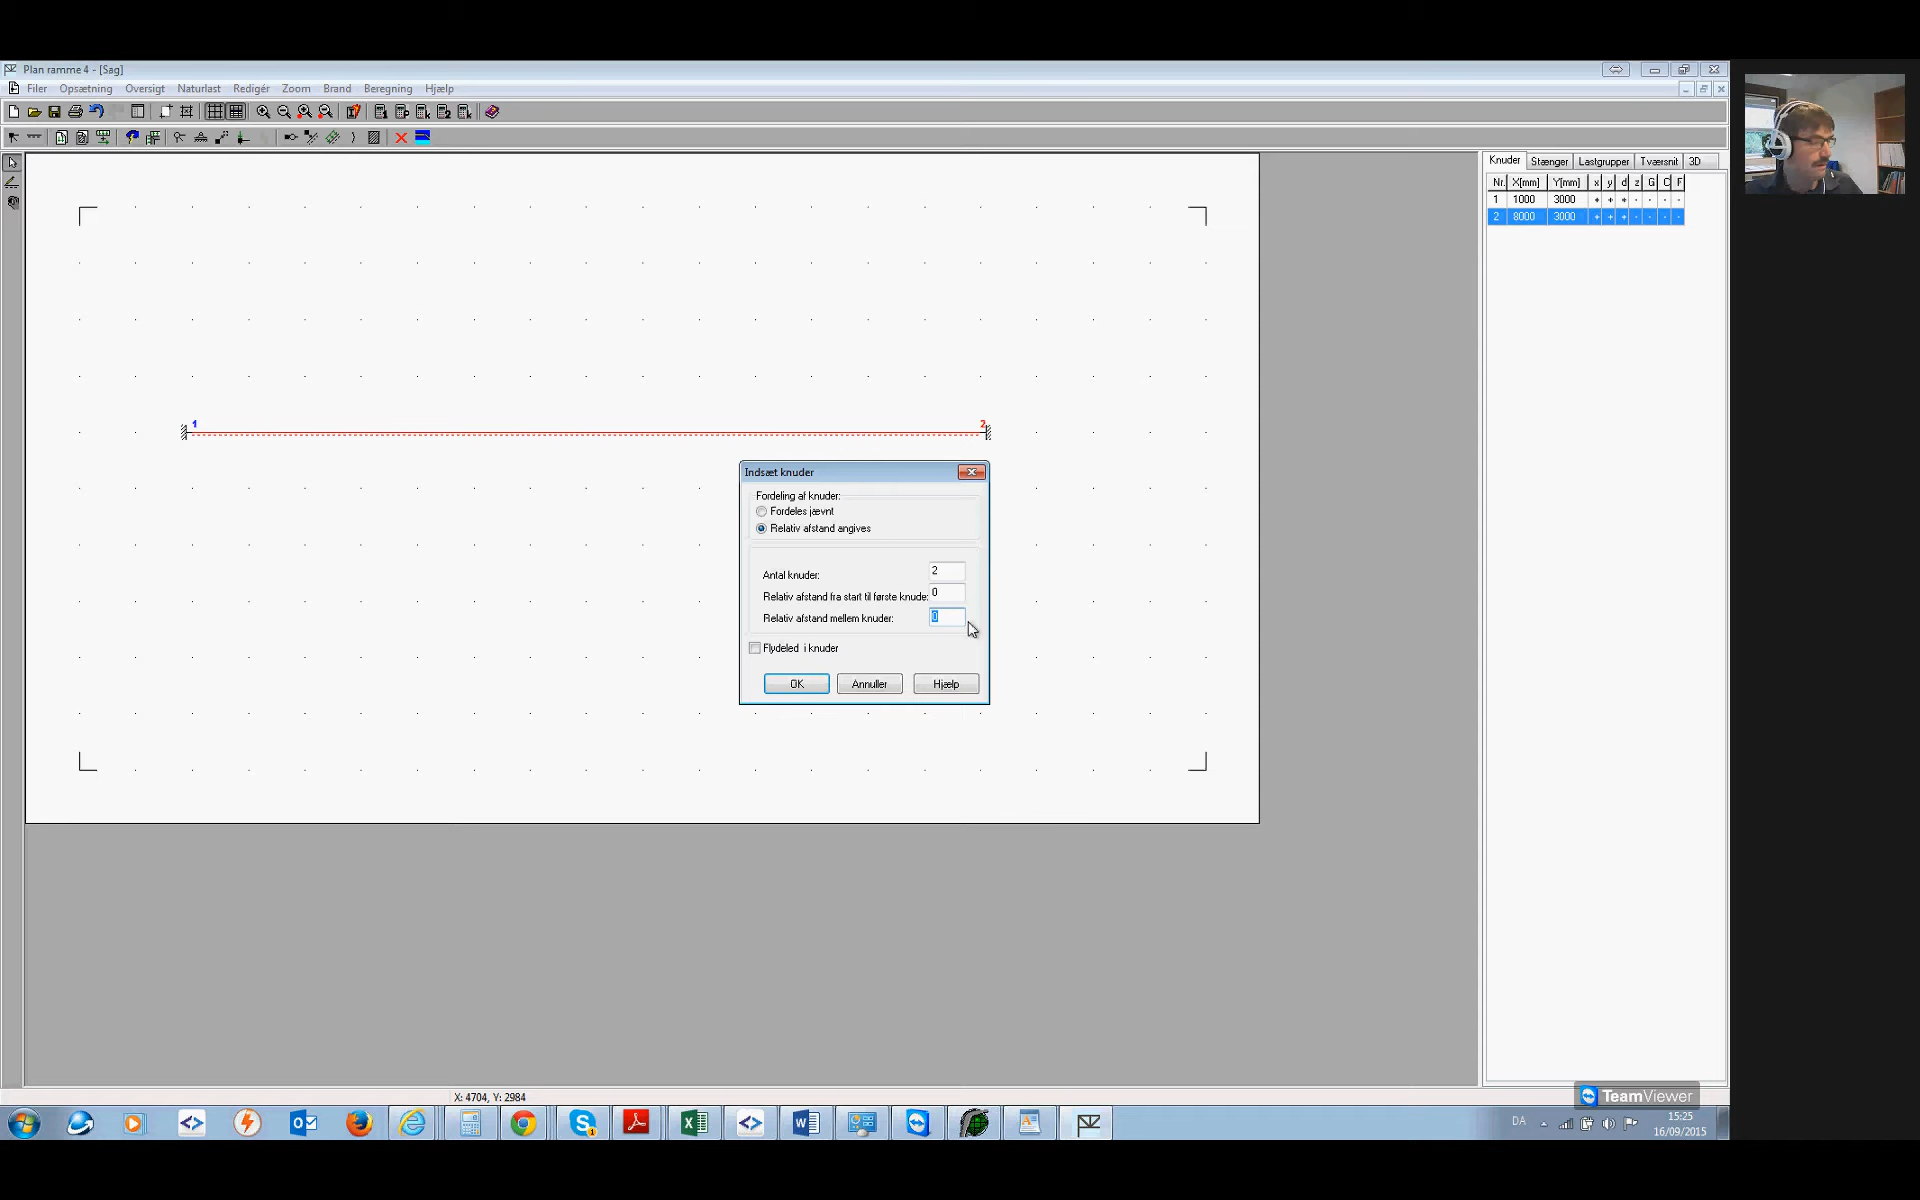 Plan ramme 4 - [Sag]
Filer Opsætning Oversigt Naturlast Redigér Zoom Brand Beregning Hjælp
Knuder Stænger Lastgrupper Tværsnit 3D
Nr. X[mm] Y[mm] x y d z G C F
1 1000 3000 + + + - - - -
2 8000 3000 + + + - - - -
1
2
Indsæt knuder
Fordeling af knuder:
Fordeles jævnt
Relativ afstand angives
Antal knuder: 2
Relativ afstand fra start til første knude: 0
Relativ afstand mellem knuder: 0
Flydeled i knuder
OK Annuller Hjælp
X: 4704, Y: 2984
TeamViewer
DA
15:25
16/09/2015